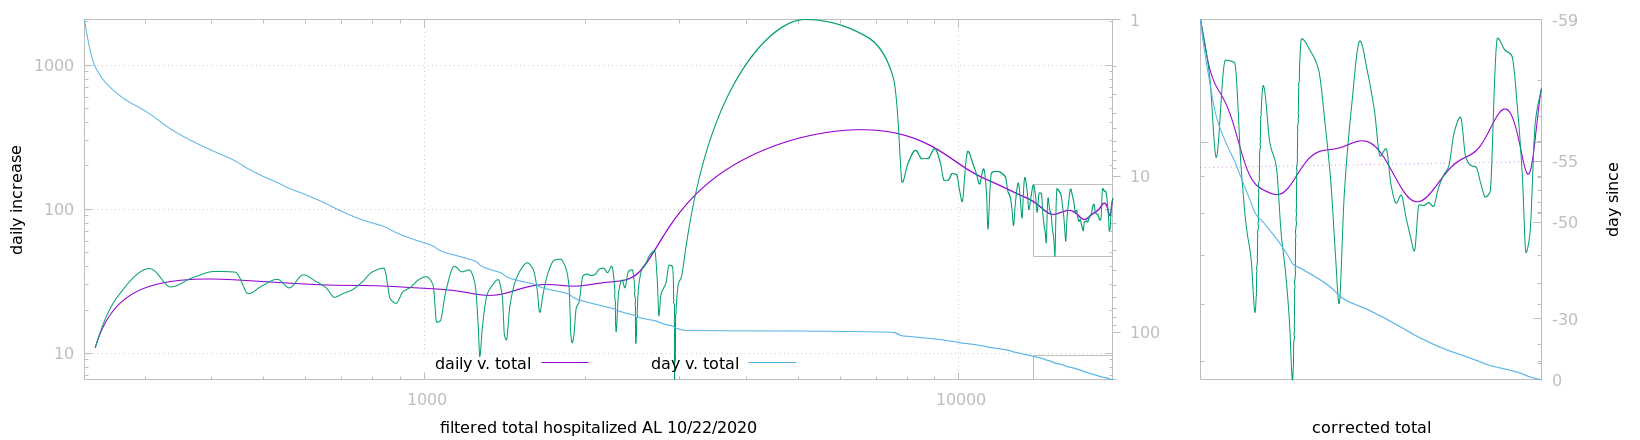 daily increase
1000
100
10
1000
10000
1
10
100
daily v. total
day v. total
filtered total hospitalized AL 10/22/2020
-59
-55
-50
-30
0
day since
corrected total